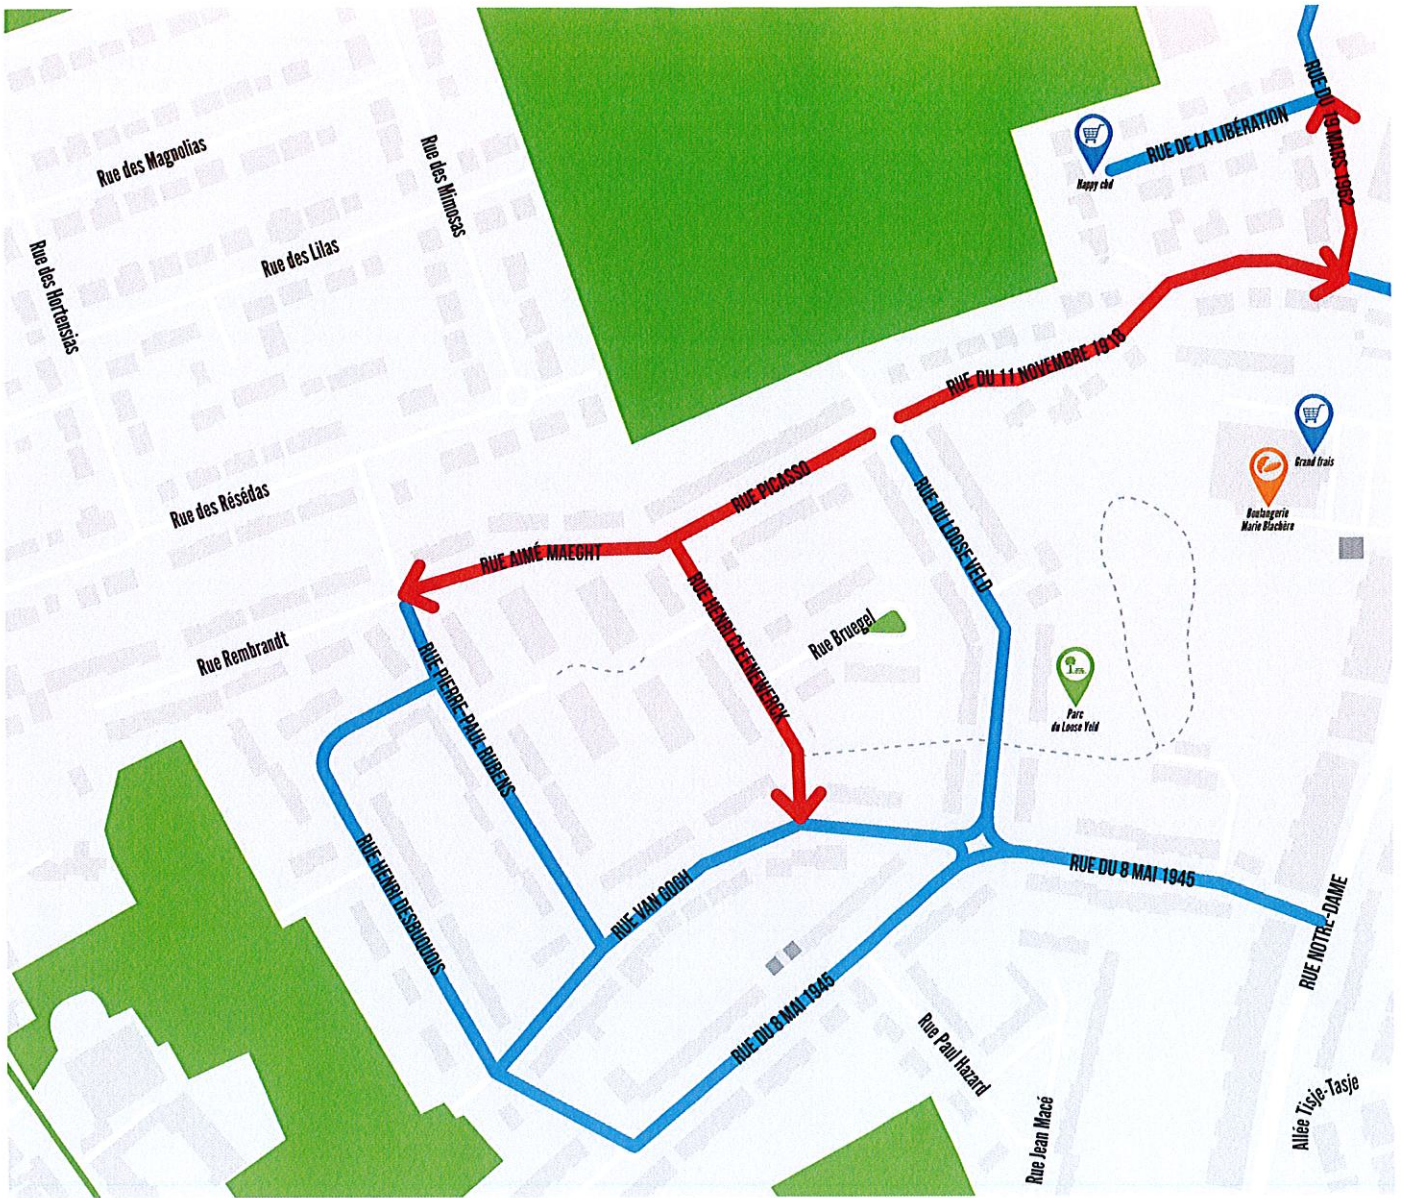 RUE DU 19 MARS 1962
RUE DE LA LIBÉRATION
Happy cbd
Rue des Magnolias
Rue des Mimosas
Rue des Lilas
Rue des Hortensias
RUE DU 11 NOVEMBRE 1918
Grand frais
Boulangerie
Marie Blachère
RUE PICASSO
Rue des Résédas
RUE DU LOOSE VELD
RUE AIMÉ MAEGHT
RUE HENRI CLEENEWERCK
Rue Bruegel
Rue Rembrandt
Parc
du Loose Veld
RUE PIERRE-PAUL RUBENS
RUE HENRI DESBUQUOIS
RUE VAN GOGH
RUE DU 8 MAI 1945
RUE NOTRE-DAME
RUE DU 8 MAI 1945
Rue Paul Hazard
Rue Jean Macé
Allée Tisje-Tasje